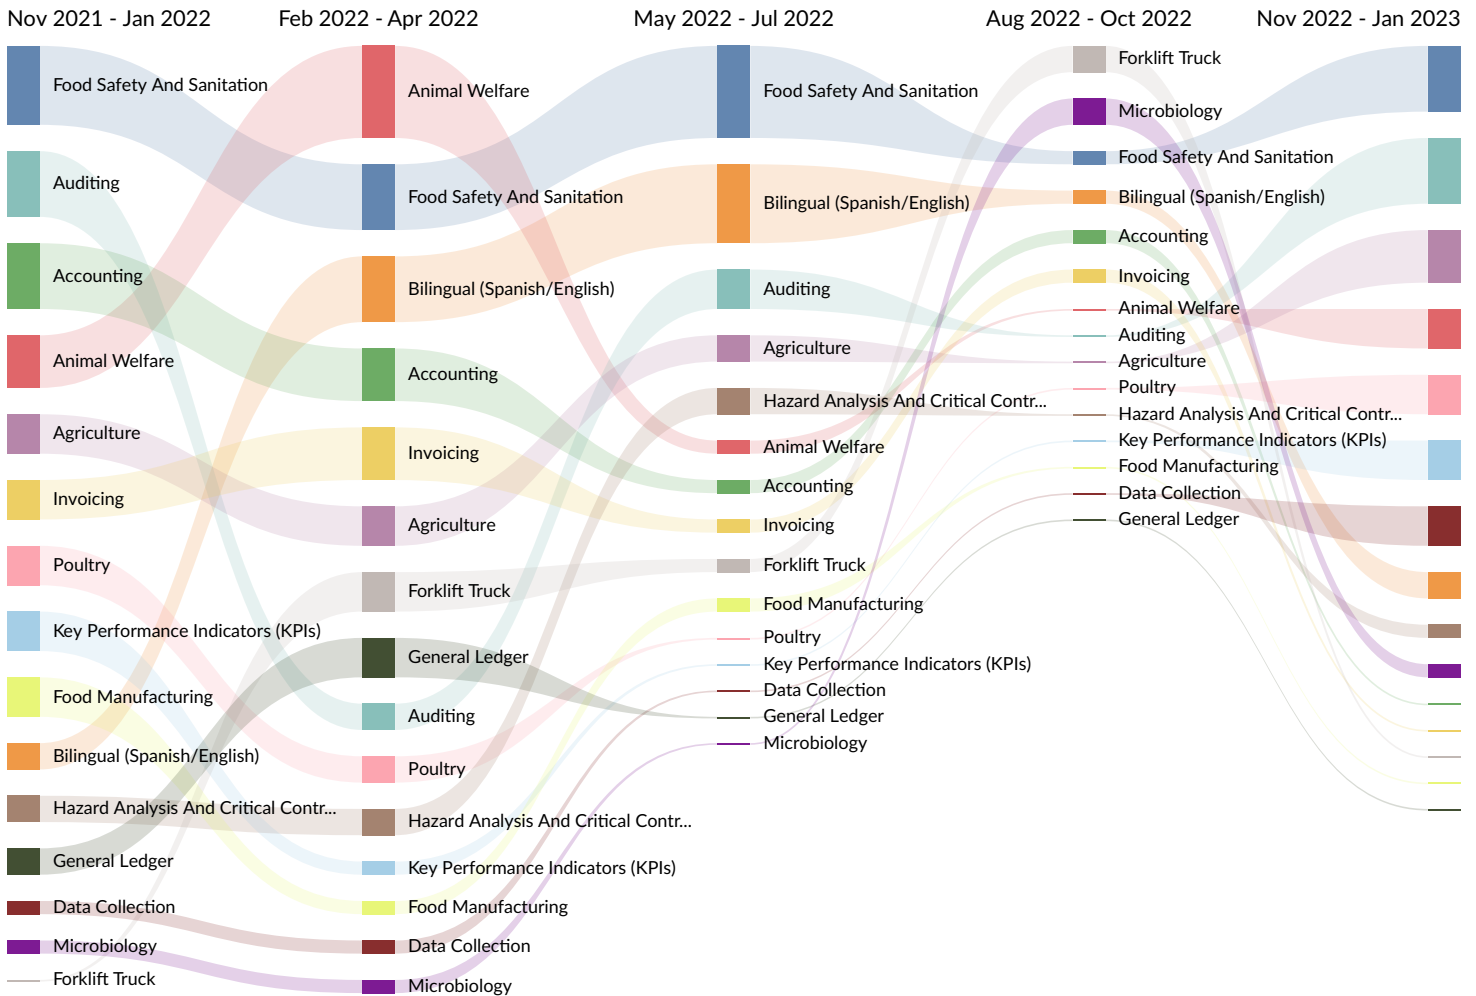 Nov 2021 - Jan 2022
Feb 2022 - Apr 2022
May 2022 - Jul 2022
Aug 2022 - Oct 2022
Nov 2022 - Jan 2023
Food Safety And Sanitation
Auditing
Accounting
Animal Welfare
Agriculture
Invoicing
Poultry
Key Performance Indicators (KPIs)
Food Manufacturing
Bilingual (Spanish/English)
Hazard Analysis And Critical Contr...
General Ledger
Data Collection
Microbiology
Forklift Truck
Animal Welfare
Food Safety And Sanitation
Bilingual (Spanish/English)
Accounting
Invoicing
Agriculture
Forklift Truck
General Ledger
Auditing
Poultry
Hazard Analysis And Critical Contr...
Key Performance Indicators (KPIs)
Food Manufacturing
Data Collection
Microbiology
Food Safety And Sanitation
Bilingual (Spanish/English)
Auditing
Agriculture
Hazard Analysis And Critical Contr...
Animal Welfare
Accounting
Invoicing
Forklift Truck
Food Manufacturing
Poultry
Key Performance Indicators (KPIs)
Data Collection
General Ledger
Microbiology
Forklift Truck
Microbiology
Food Safety And Sanitation
Bilingual (Spanish/English)
Accounting
Invoicing
Animal Welfare
Auditing
Agriculture
Poultry
Hazard Analysis And Critical Contr...
Key Performance Indicators (KPIs)
Food Manufacturing
Data Collection
General Ledger